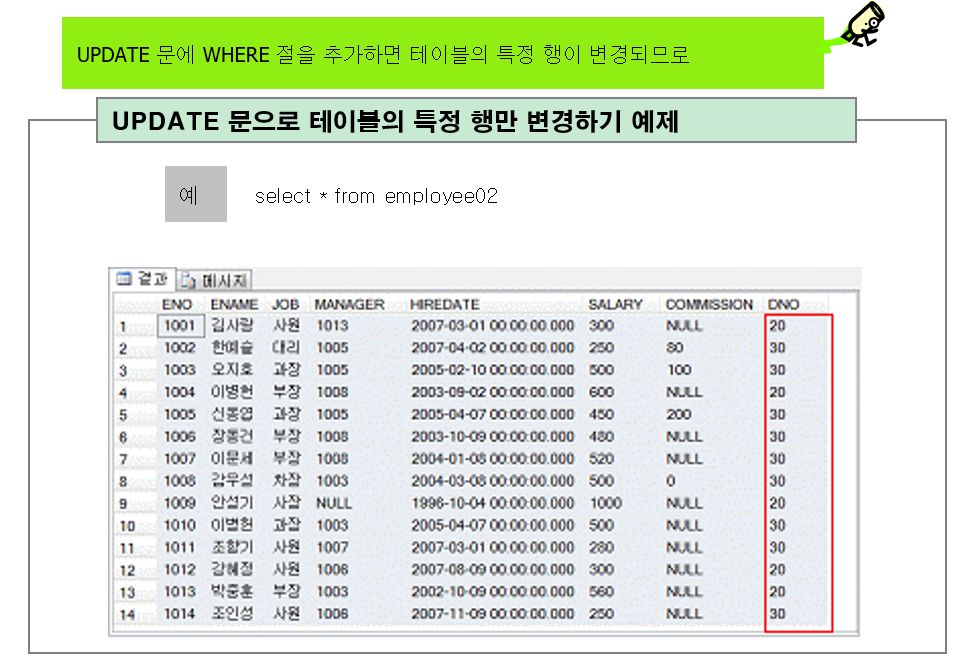 UPDATE 문에 WHERE 절을 추가하면 테이블의 특정 행이 변경되므로
UPDATE 문으로 테이블의 특정 행만 변경하기 예제
예 select * from employee02
결과 메시지
ENO ENAME JOB MANAGER HIREDATE SALARY COMMISSION DNO
1 1001 김사랑 사원 1013 2007-03-01 00:00:00.000 300 NULL 20
2 1002 한예슬 대리 1005 2007-04-02 00:00:00.000 250 80 30
3 1003 오지호 과장 1005 2005-02-10 00:00:00.000 500 100 30
4 1004 이병헌 부장 1008 2003-09-02 00:00:00.000 600 NULL 20
5 1005 신동엽 과장 1005 2005-04-07 00:00:00.000 450 200 30
6 1006 장동건 부장 1008 2003-10-09 00:00:00.000 480 NULL 30
7 1007 이문세 부장 1008 2004-01-08 00:00:00.000 520 NULL 30
8 1008 감우성 차장 1003 2004-03-08 00:00:00.000 500 0 30
9 1009 안성기 사장 NULL 1996-10-04 00:00:00.000 1000 NULL 20
10 1010 이병헌 과장 1003 2005-04-07 00:00:00.000 500 NULL 30
11 1011 조향기 사원 1007 2007-03-01 00:00:00.000 280 NULL 30
12 1012 강혜정 사원 1006 2007-08-09 00:00:00.000 300 NULL 20
13 1013 박중훈 부장 1003 2002-10-09 00:00:00.000 560 NULL 20
14 1014 조인성 사원 1006 2007-11-09 00:00:00.000 250 NULL 30